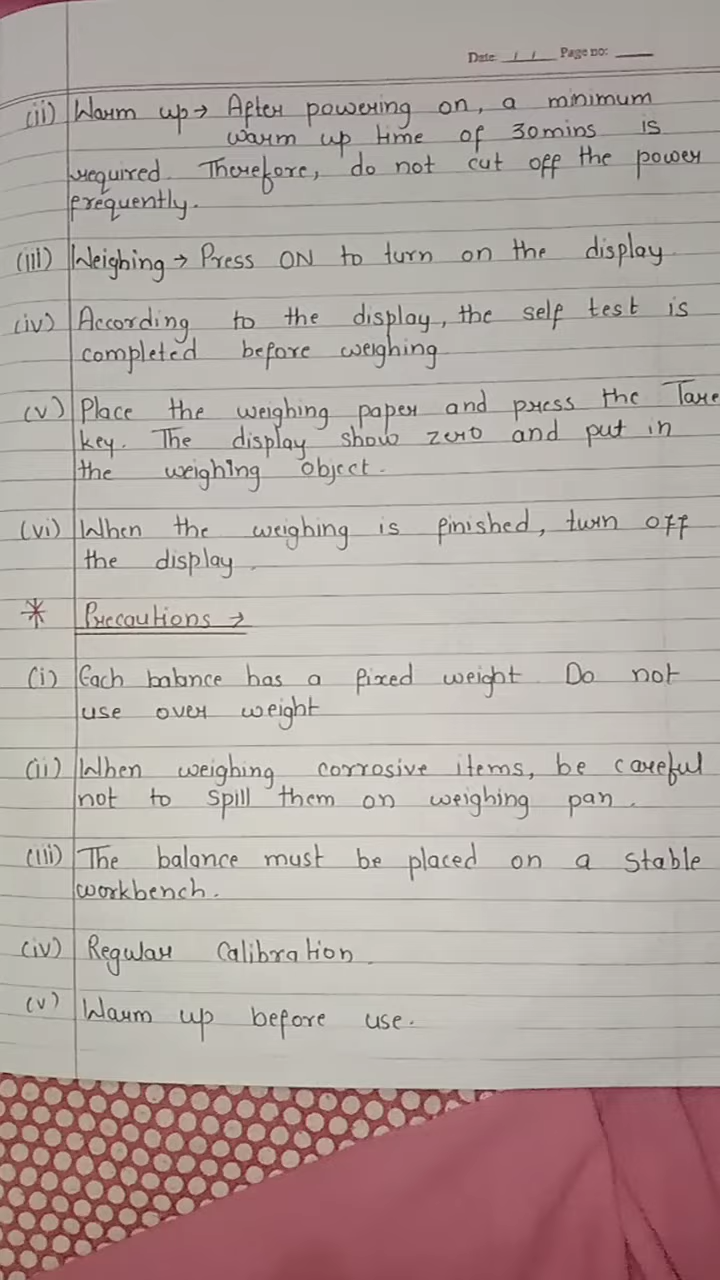 Date / / Page no:
(ii) Warm up → After powering on, a minimum
warm up time of 30mins is
required. Therefore, do not cut off the power
frequently.
(iii) Weighing → Press ON to turn on the display
(iv) According to the display, the self test is
completed before weighing
(v) Place the weighing paper and press the Tare
key. The display show zero and put in
the weighing object.
(vi) When the weighing is finished, turn off
the display.
* Precautions →
(i) Each balance has a fixed weight Do not
use over weight
(ii) When weighing corrosive items, be careful
not to spill them on weighing pan.
(iii) The balance must be placed on a stable
workbench.
(iv) Regular Calibration.
(v) Warm up before use.